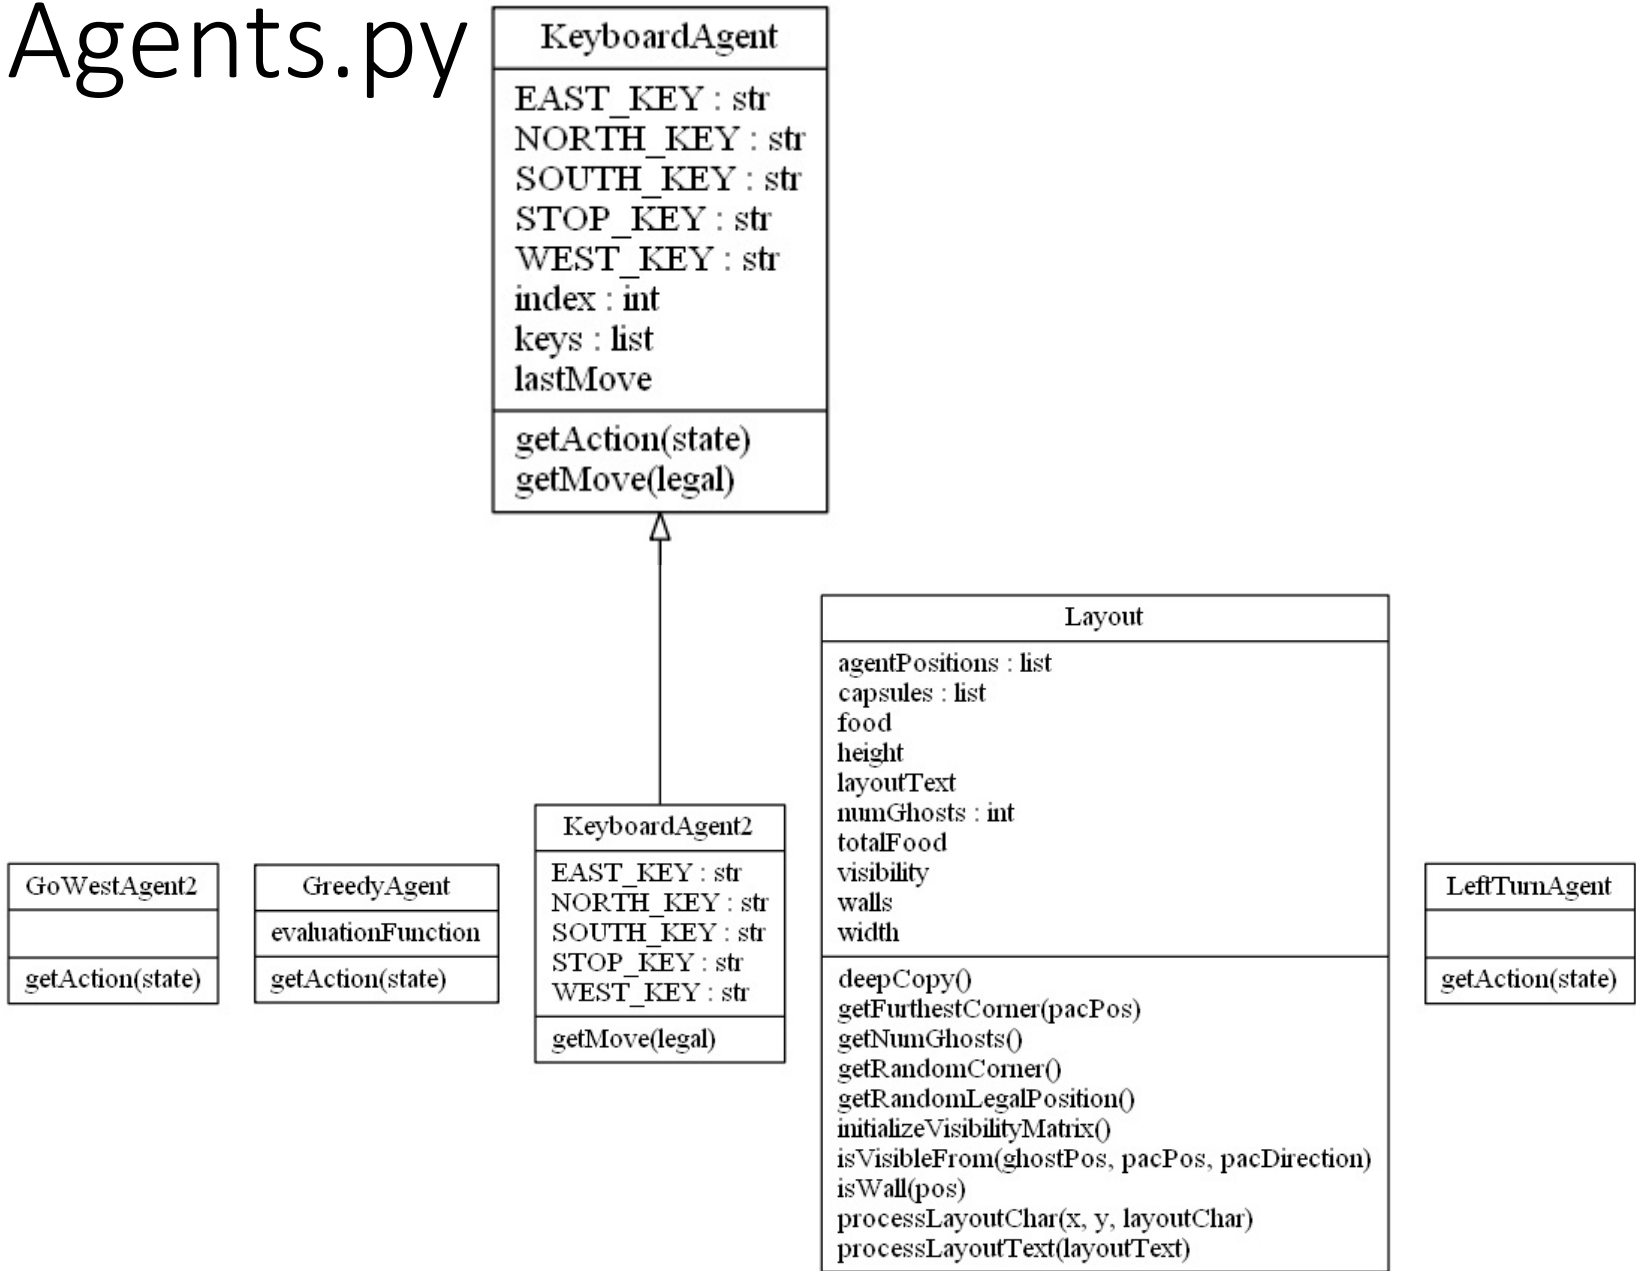 Agents.py
KeyboardAgent
EAST_KEY : str
NORTH_KEY : str
SOUTH_KEY : str
STOP_KEY : str
WEST_KEY : str
index : int
keys : list
lastMove
getAction(state)
getMove(legal)
GoWestAgent2
getAction(state)
GreedyAgent
evaluationFunction
getAction(state)
KeyboardAgent2
EAST_KEY : str
NORTH_KEY : str
SOUTH_KEY : str
STOP_KEY : str
WEST_KEY : str
getMove(legal)
Layout
agentPositions : list
capsules : list
food
height
layoutText
numGhosts : int
totalFood
visibility
walls
width
deepCopy()
getFurthestCorner(pacPos)
getNumGhosts()
getRandomCorner()
getRandomLegalPosition()
initializeVisibilityMatrix()
isVisibleFrom(ghostPos, pacPos, pacDirection)
isWall(pos)
processLayoutChar(x, y, layoutChar)
processLayoutText(layoutText)
LeftTurnAgent
getAction(state)